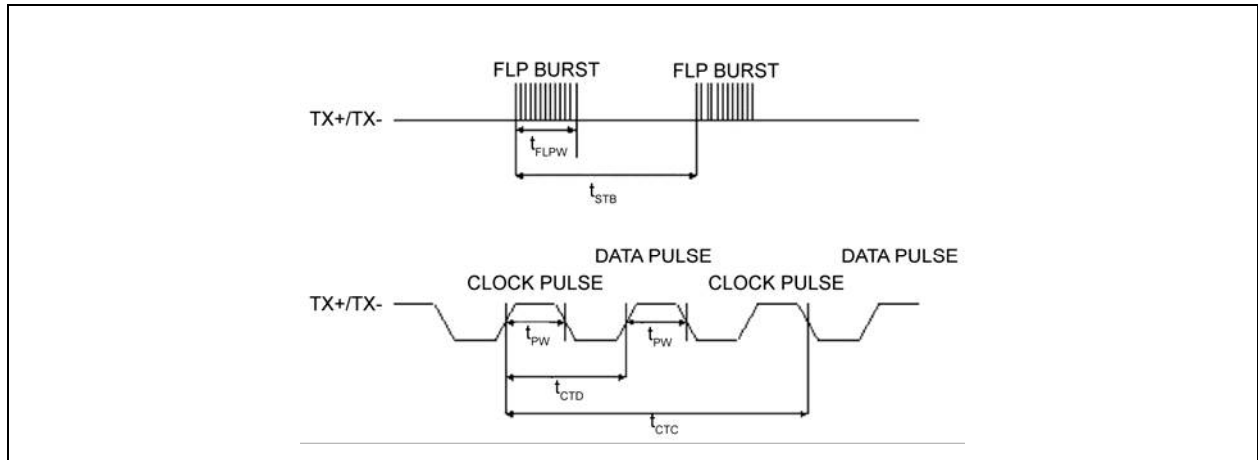 FLP BURST FLP BURST
TX+/TX-
tFLPW
tSTB
DATA PULSE DATA PULSE
CLOCK PULSE CLOCK PULSE
TX+/TX-
tPW tPW
tCTD
tCTC